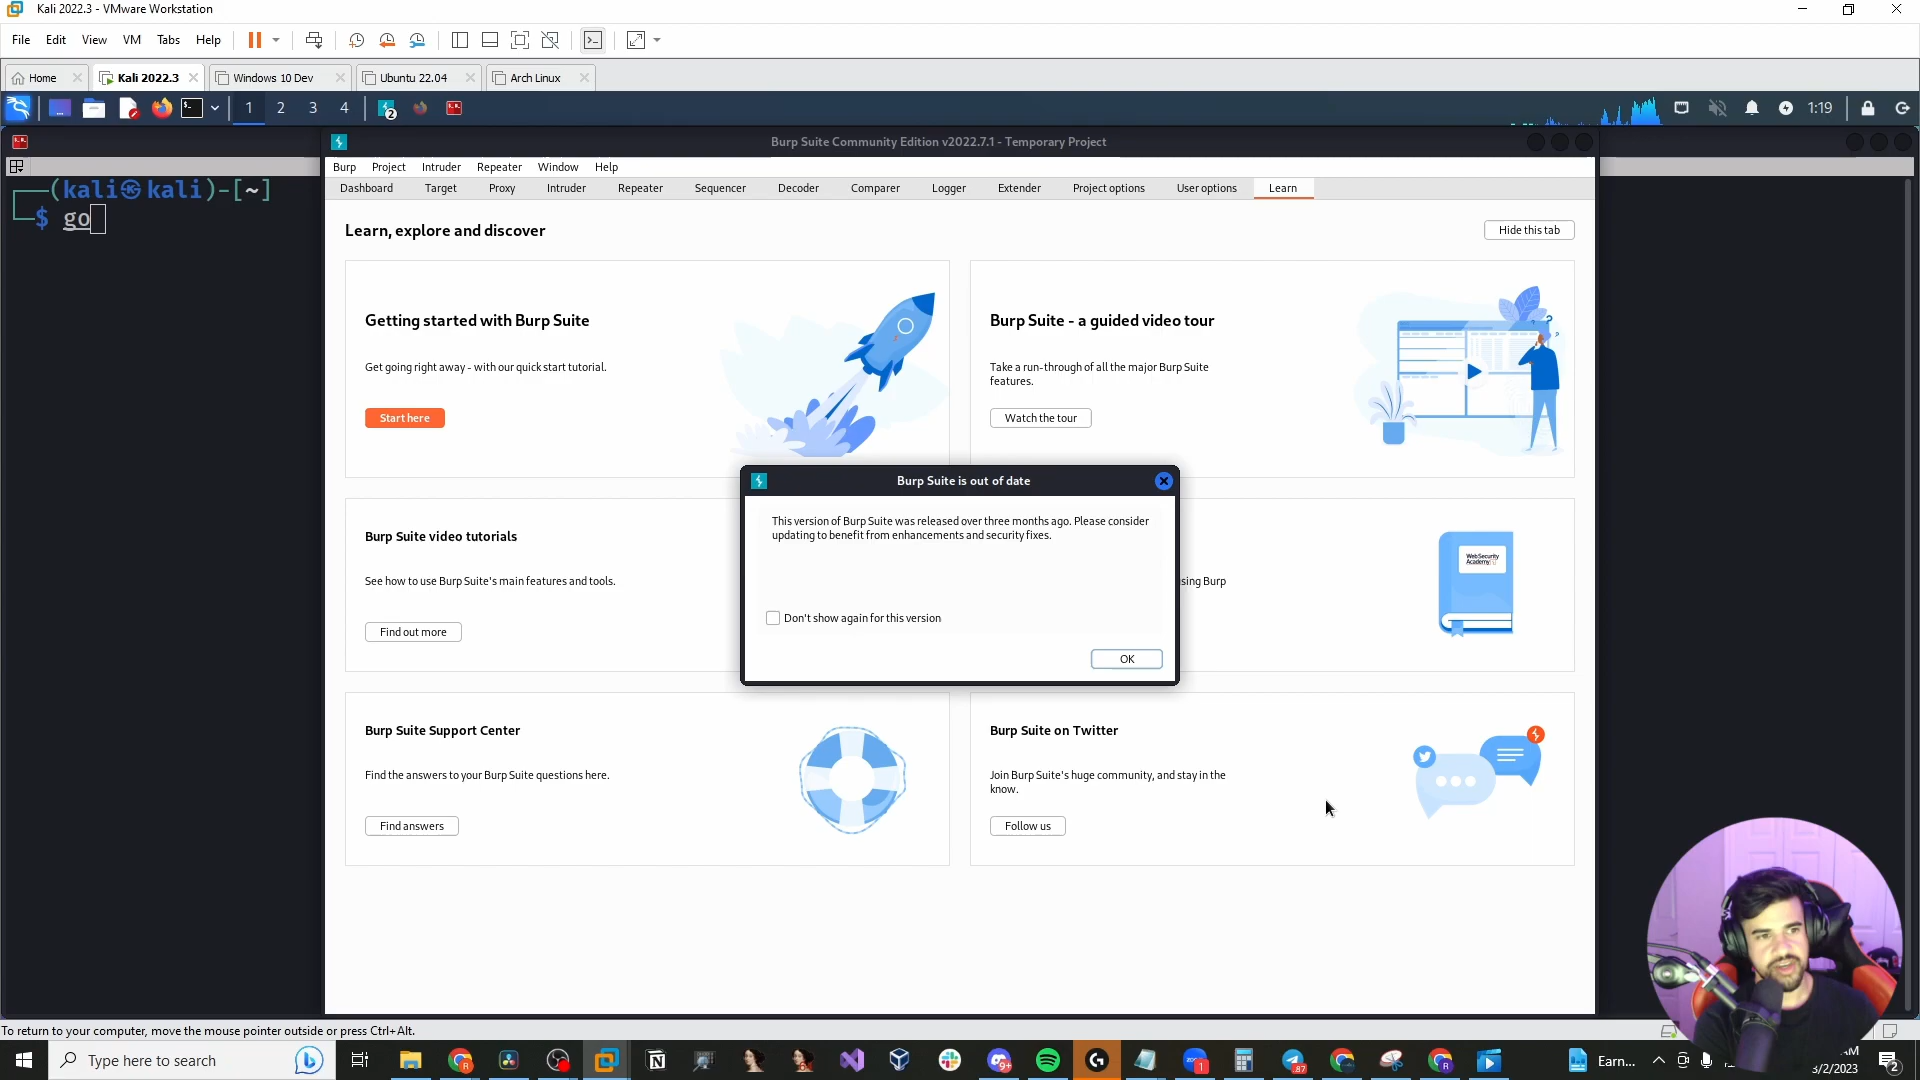 Kali 2022.3 - VMware Workstation
File Edit View VM Tabs Help
Home Kali 2022.3 Windows 10 Dev Ubuntu 22.04 Arch Linux
1 2 3 4 2 1:19
Burp Suite Community Edition v2022.7.1 - Temporary Project
Burp Project Intruder Repeater Window Help
Dashboard Target Proxy Intruder Repeater Sequencer Decoder Comparer Logger Extender Project options User options Learn
(kali㉿kali)-[~]
$ go
Learn, explore and discover
Hide this tab
Getting started with Burp Suite
Get going right away - with our quick start tutorial.
Start here
Burp Suite - a guided video tour
Take a run-through of all the major Burp Suite
features.
Watch the tour
Burp Suite is out of date
This version of Burp Suite was released over three months ago. Please consider
updating to benefit from enhancements and security fixes.
Don't show again for this version
OK
Burp Suite video tutorials
See how to use Burp Suite's main features and tools.
Find out more
using Burp
WebSecurity
Academy
Burp Suite Support Center
Find the answers to your Burp Suite questions here.
Find answers
Burp Suite on Twitter
Join Burp Suite's huge community, and stay in the
know.
Follow us
To return to your computer, move the mouse pointer outside or press Ctrl+Alt.
Type here to search
Earn...
AM
3/2/2023
2